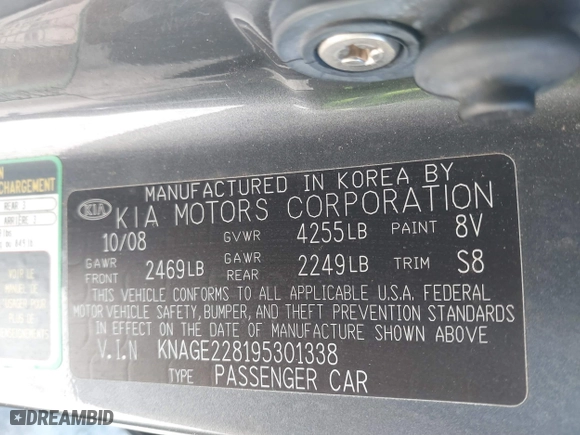 CHARGEMENT
MANUFACTURED IN KOREA BY
KIA KIA MOTORS CORPORATION
10/08 GVWR 4255LB PAINT 8V
GAWR FRONT 2469LB GAWR REAR 2249LB TRIM S8
THIS VEHICLE CONFORMS TO ALL APPLICABLE U.S.A. FEDERAL
MOTOR VEHICLE SAFETY, BUMPER, AND THEFT PREVENTION STANDARDS
IN EFFECT ON THE DATE OF MANUFACTURE SHOWN ABOVE
V.I.N KNAGE228195301338
TYPE PASSENGER CAR
DREAMBID